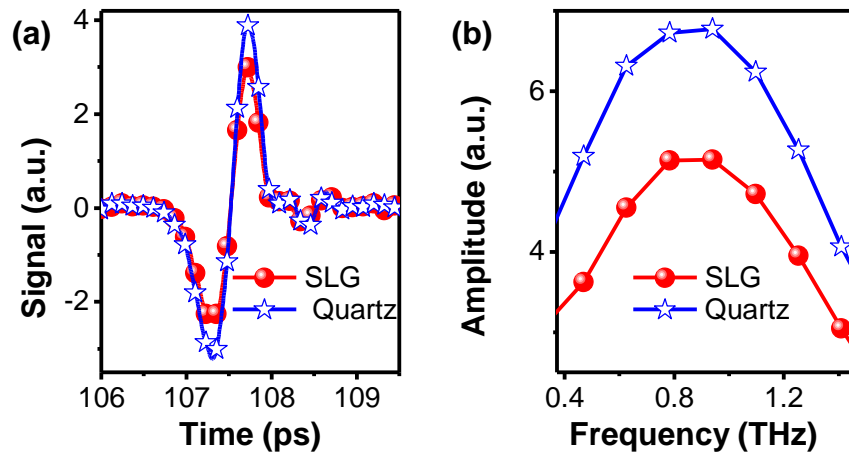 (a)
Signal (a.u.)
4
2
0
-2
SLG
Quartz
106 107 108 109
Time (ps)
(b)
Amplitude (a.u.)
6
4
SLG
Quartz
0.4 0.8 1.2
Frequency (THz)